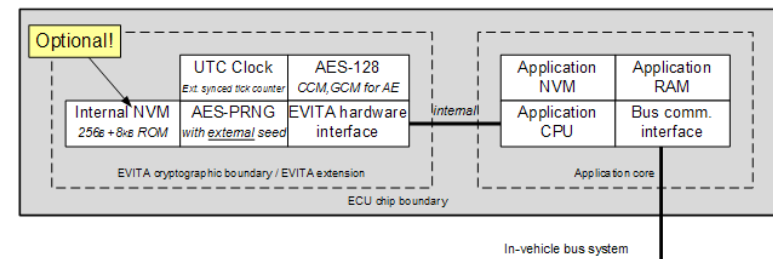 Optional!
UTC Clock
Ext. synced tick counter
AES-128
CCM,GCM for AE
Internal NVM
256B +8kB ROM
AES-PRNG
with external seed
EVITA hardware
interface
internal
Application
NVM
Application
RAM
Application
CPU
Bus comm.
interface
EVITA cryptographic boundary / EVITA extension
Application core
ECU chip boundary
In-vehicle bus system